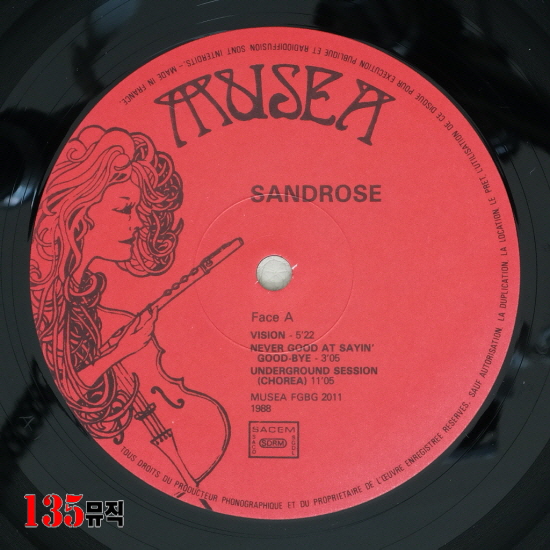 MUSEA
SANDROSE
Face A
VISION - 5'22
NEVER GOOD AT SAYIN'
GOOD-BYE - 3'05
UNDERGROUND SESSION
(CHOREA) 11'05
MUSEA FGBG 2011
1988
SACEM
SACD
SDRM
SGDL
TOUS DROITS DU PRODUCTEUR PHONOGRAPHIQUE ET DU PROPRIETAIRE DE L'ŒUVRE ENREGISTREE RESERVES. SAUF AUTORISATION, LA DUPLICATION, LA LOCATION, LE PRET, L'UTILISATION DE CE DISQUE POUR EXECUTION PUBLIQUE ET RADIODIFFUSION SONT INTERDITS.- MADE IN FRANCE
135뮤직